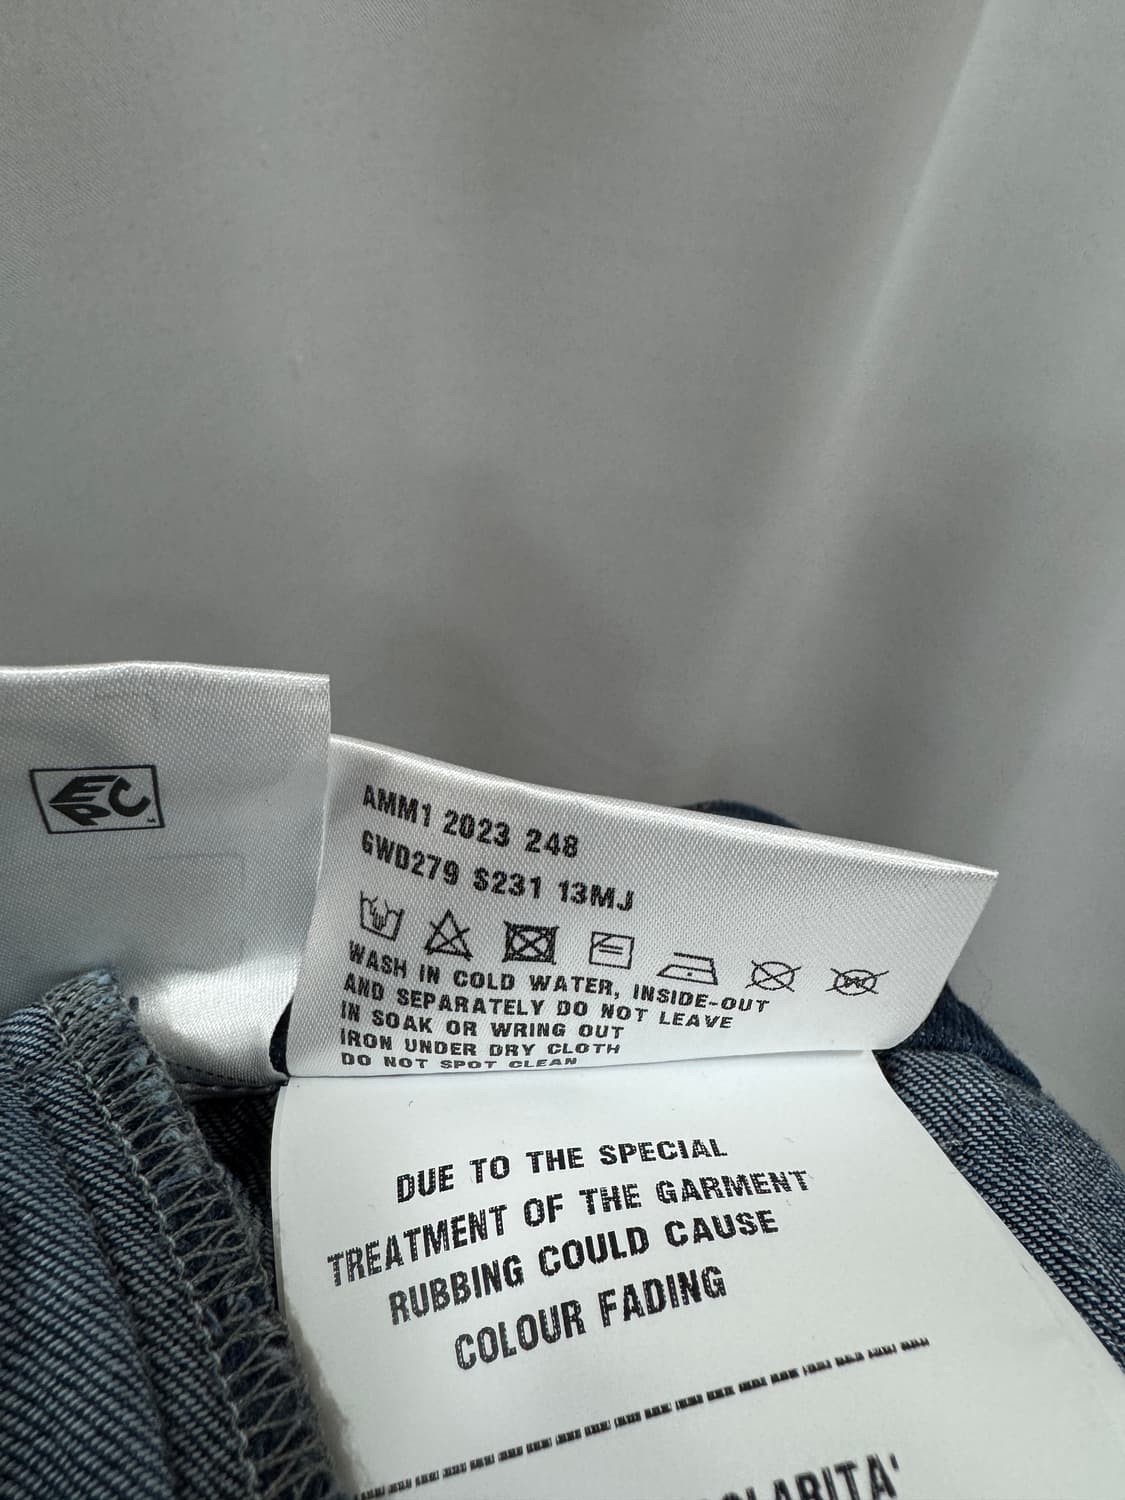 EPC
AMM1 2023 248
GWD279 S231 13MJ
WASH IN COLD WATER, INSIDE-OUT
AND SEPARATELY DO NOT LEAVE
IN SOAK OR WRING OUT
IRON UNDER DRY CLOTH
DO NOT SPOT CLEAN
DUE TO THE SPECIAL
TREATMENT OF THE GARMENT
RUBBING COULD CAUSE
COLOUR FADING